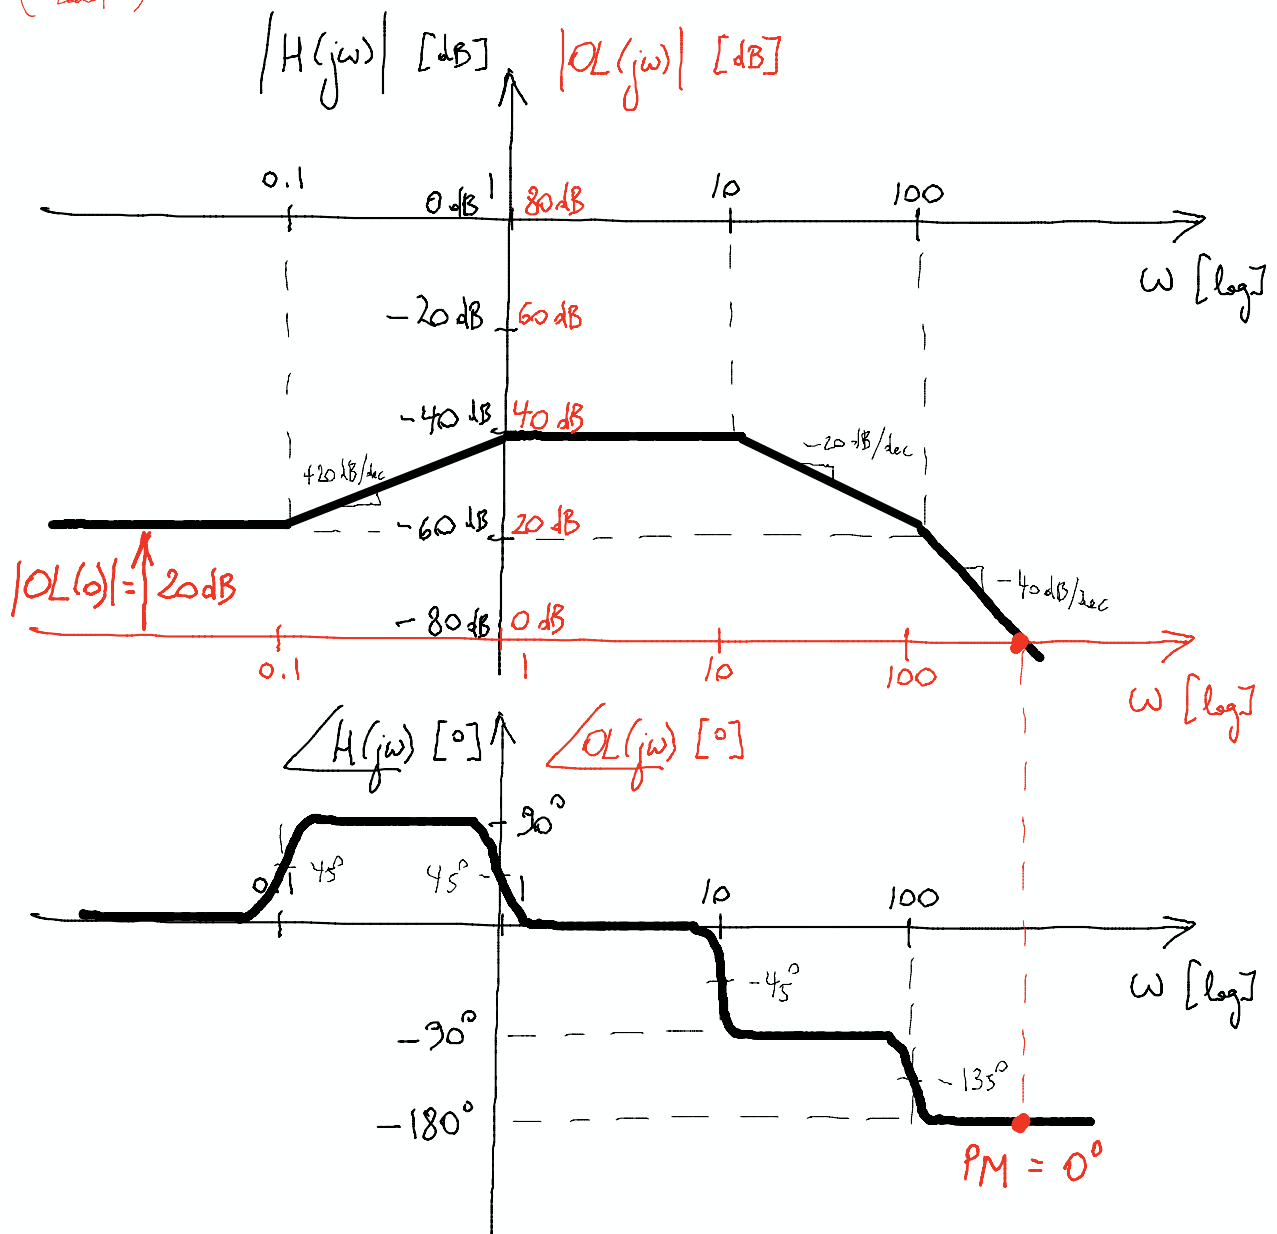 |H(jω)| [dB] |OL(jω)| [dB]
0.1 1 10 100
0 dB 80 dB
ω [log]
-20 dB 60 dB
-40 dB 40 dB
+20 dB/dec -20 dB/dec
-60 dB 20 dB
|OL(0)| = 20 dB
-40 dB/dec
-80 dB 0 dB
0.1 1 10 100
ω [log]
∠H(jω) [°] ∠OL(jω) [°]
90°
45° 45°
0.1 1 10 100
-45°
ω [log]
-90°
-135°
-180°
PM = 0°